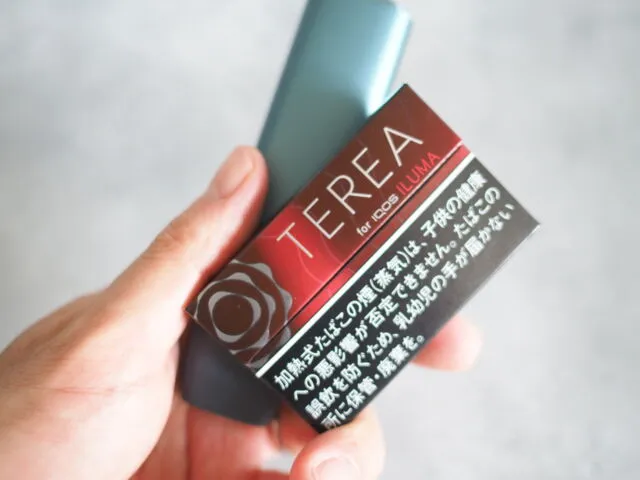 TEREA
for IQOS ILUMA
加熱式たばこの煙(蒸気)は、子供の健康
への悪影響が否定できません。たばこの
誤飲を防ぐため、乳幼児の手が届かない
所に保管・廃棄を。